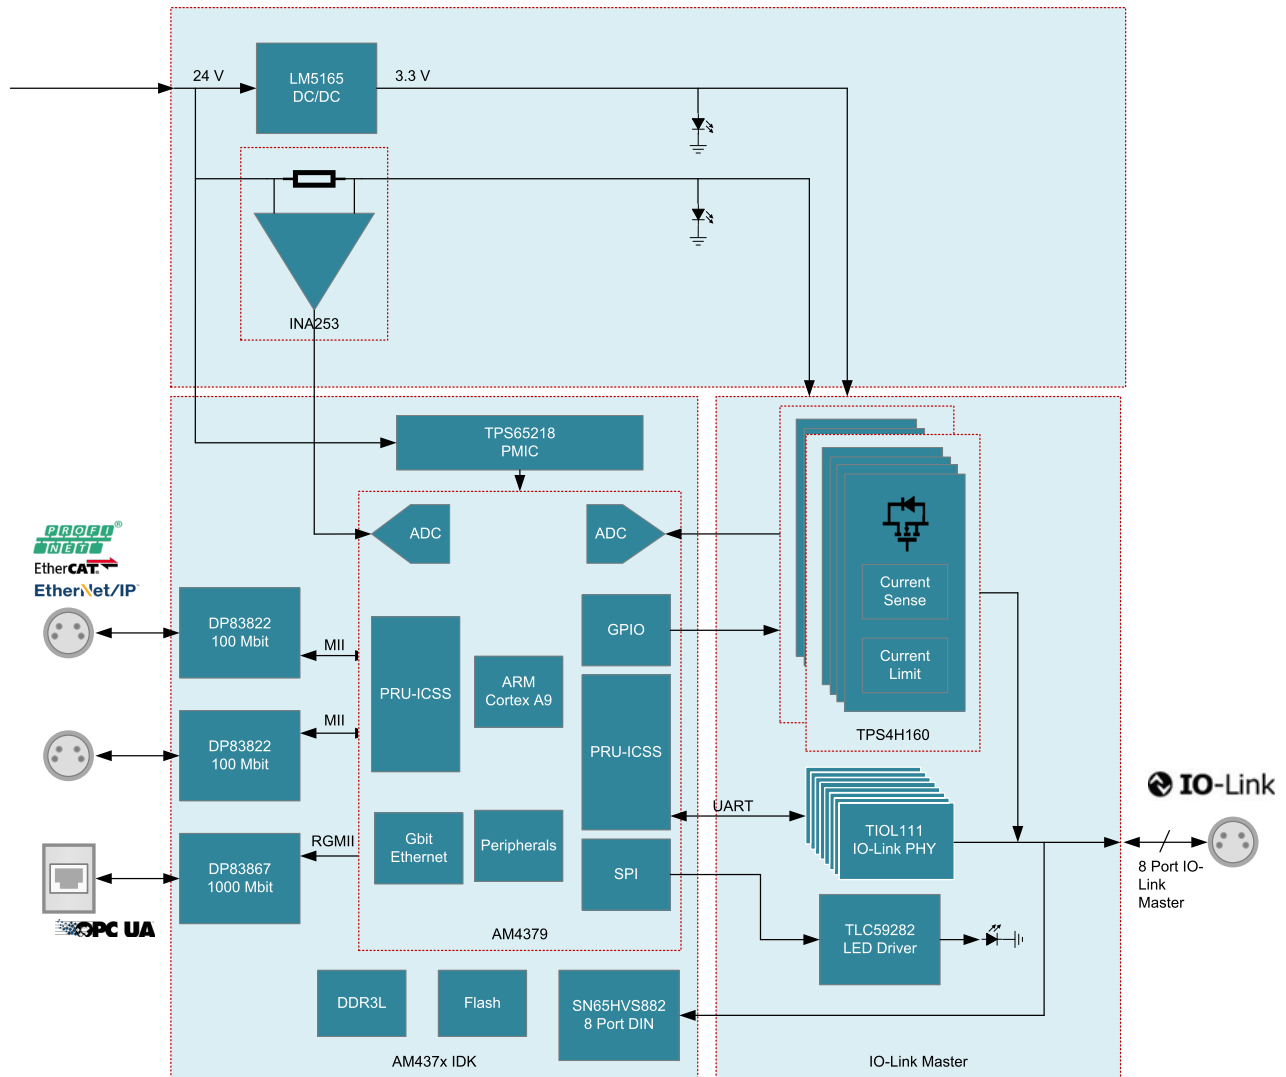 24 V
LM5165
DC/DC
3.3 V
INA253
TPS65218
PMIC
ADC
ADC
PROFI
NET
®
EtherCAT
EtherNet/IP
DP83822
100 Mbit
MII
PRU-ICSS
ARM
Cortex A9
GPIO
PRU-ICSS
Current
Sense
Current
Limit
TPS4H160
DP83822
100 Mbit
MII
UART
TIOL111
IO-Link PHY
IO-Link
8 Port IO-
Link
Master
DP83867
1000 Mbit
RGMII
Gbit
Ethernet
Peripherals
SPI
OPC UA
AM4379
TLC59282
LED Driver
DDR3L
Flash
SN65HVS882
8 Port DIN
AM437x IDK
IO-Link Master